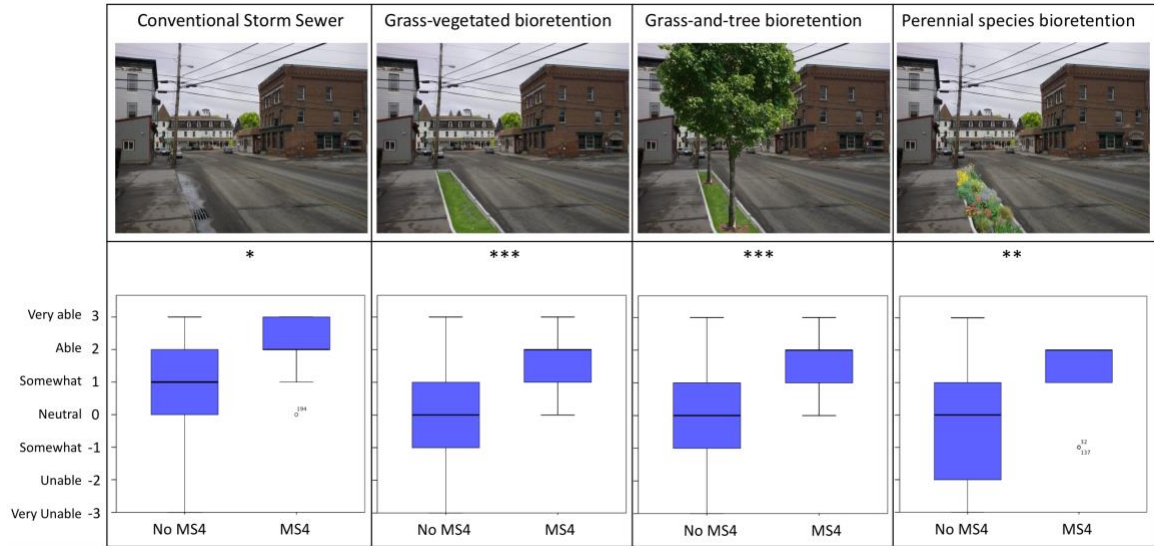 Conventional Storm Sewer
Grass-vegetated bioretention
Grass-and-tree bioretention
Perennial species bioretention
*
***
***
**
Very able 3
Able 2
Somewhat 1
Neutral 0
Somewhat -1
Unable -2
Very Unable -3
194
32
137
No MS4 MS4
No MS4 MS4
No MS4 MS4
No MS4 MS4